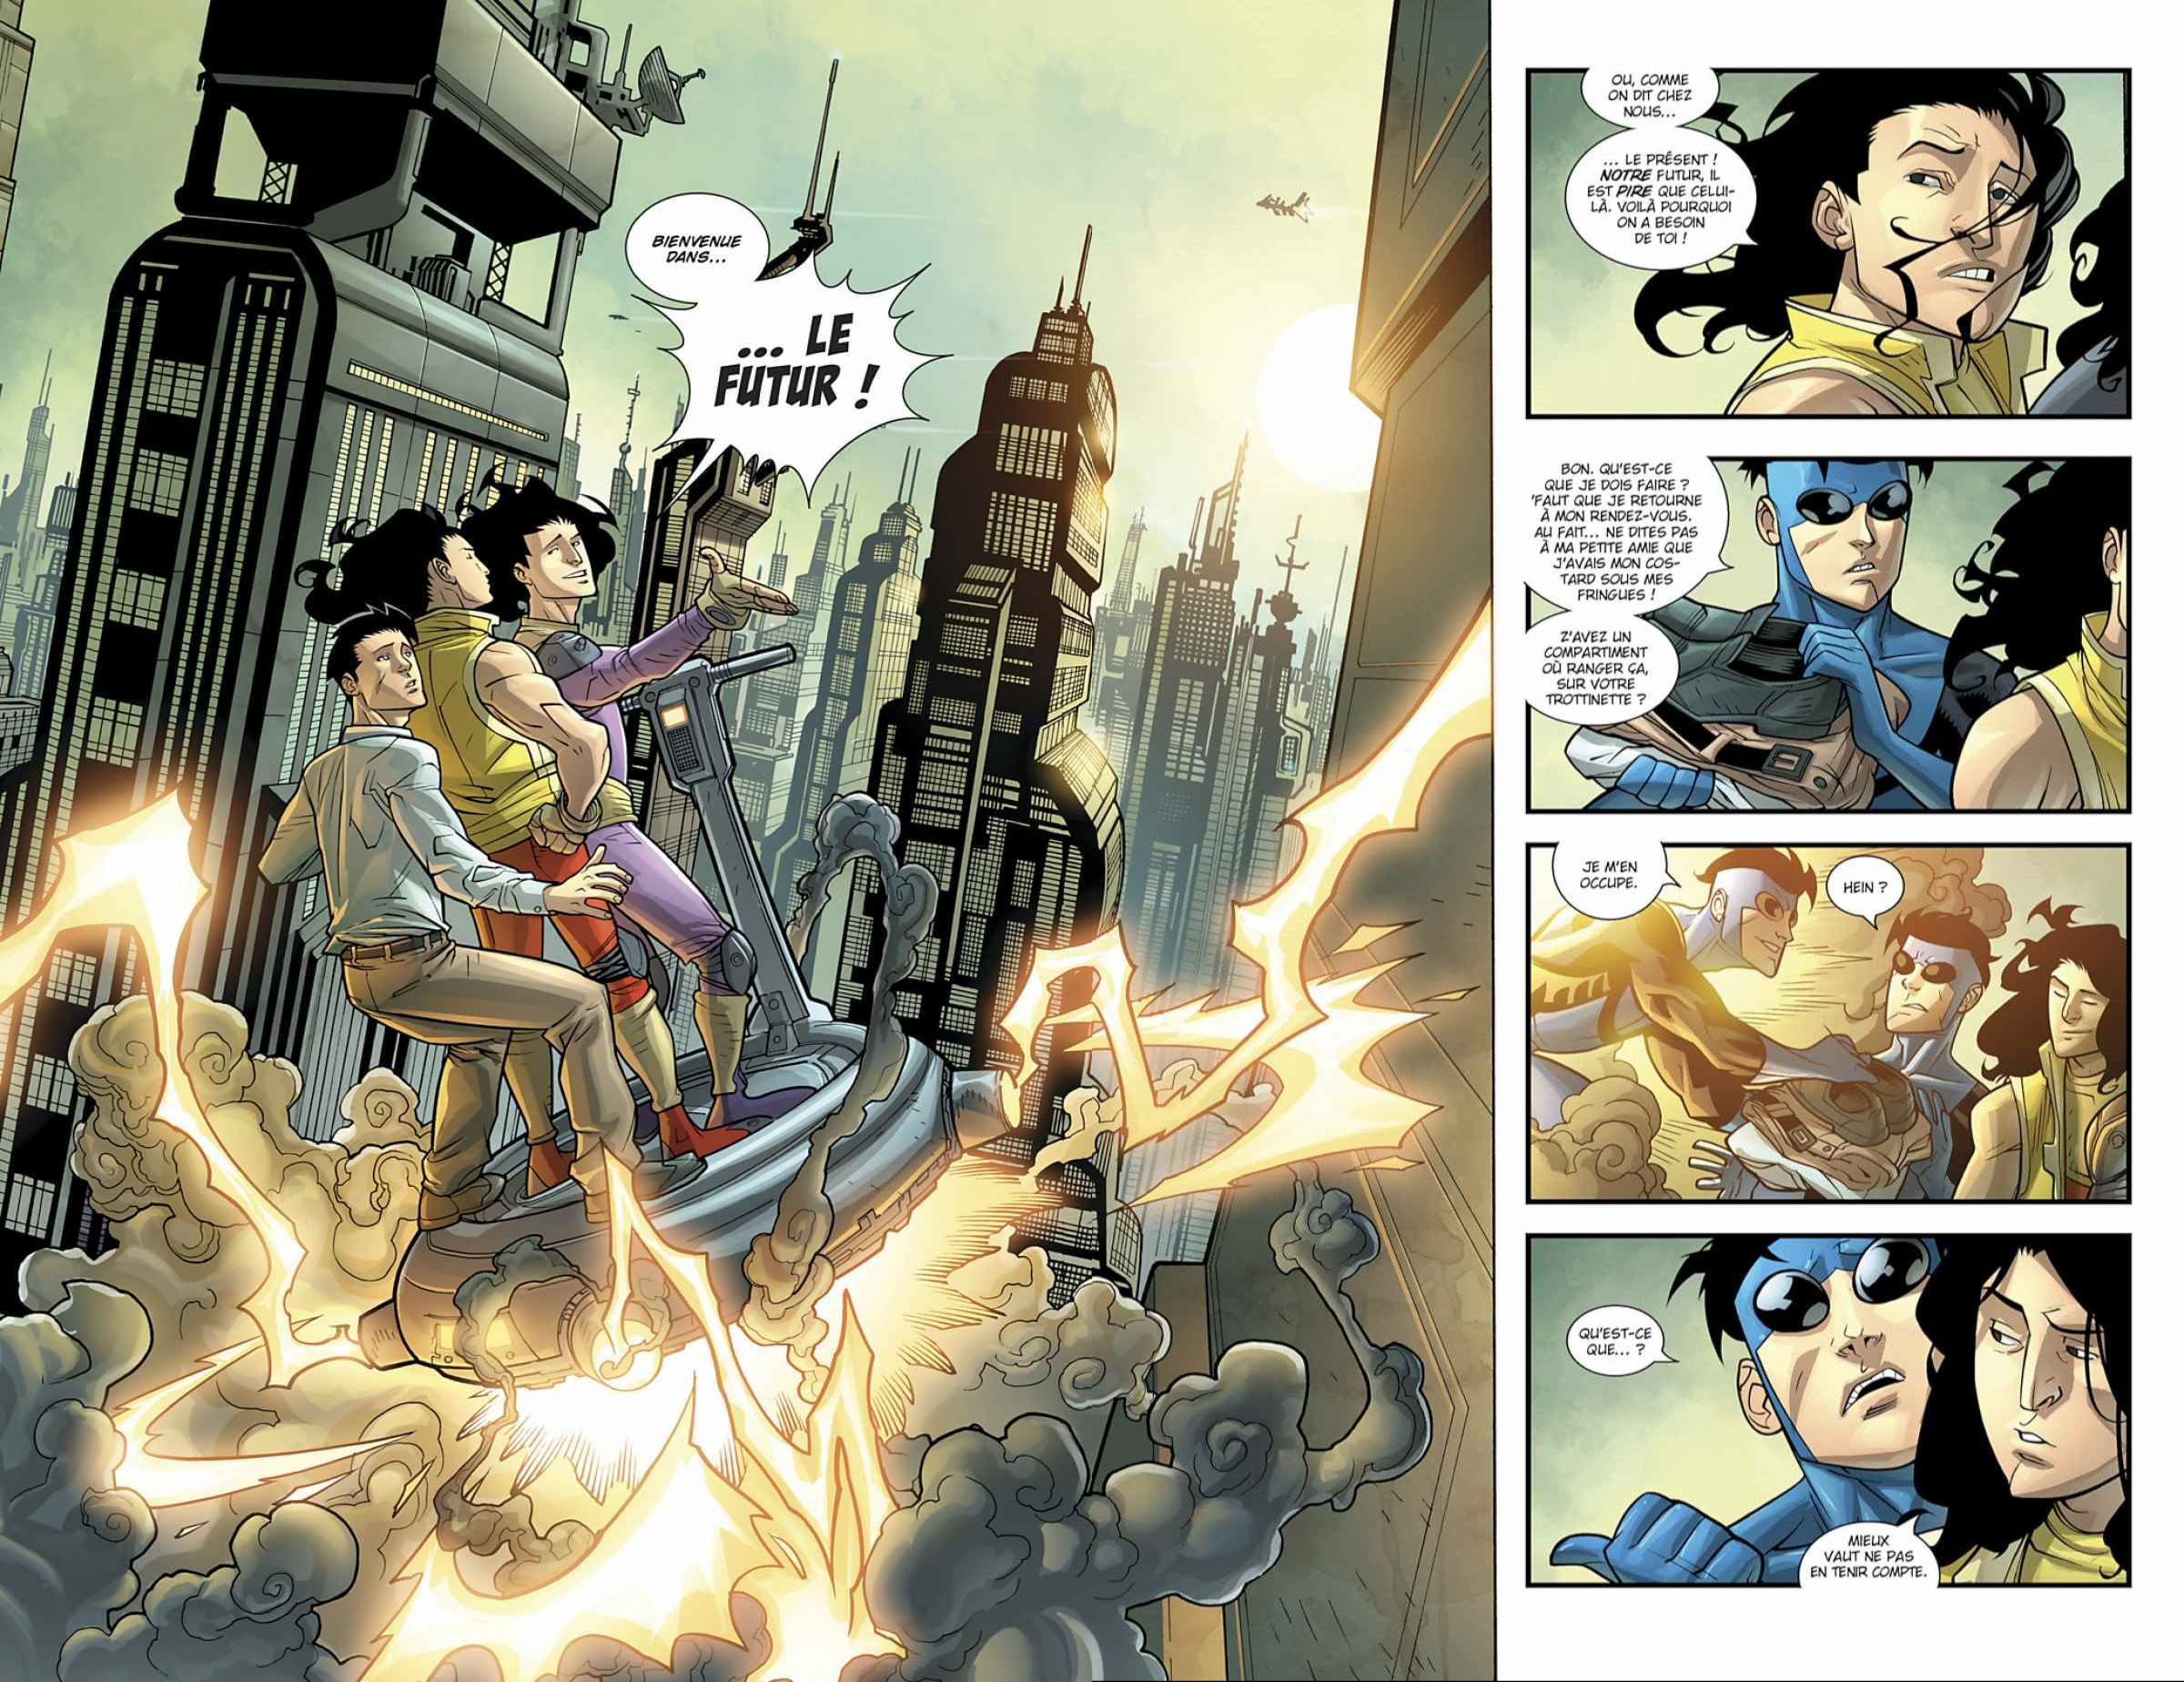 BIENVENUE
DANS...
... LE
FUTUR !
OU, COMME
ON DIT CHEZ
NOUS...
... LE PRÉSENT !
NOTRE FUTUR, IL
EST PIRE QUE CELUI-
LÀ. VOILÀ POURQUOI
ON A BESOIN
DE TOI !
BON. QU'EST-CE
QUE JE DOIS FAIRE ?
'FAUT QUE JE RETOURNE
À MON RENDEZ-VOUS.
AU FAIT... NE DITES PAS
À MA PETITE AMIE QUE
J'AVAIS MON COS-
TARD SOUS MES
FRINGUES !
Z'AVEZ UN
COMPARTIMENT
OÙ RANGER ÇA,
SUR VOTRE
TROTTINETTE ?
JE M'EN
OCCUPE.
HEIN ?
QU'EST-CE
QUE... ?
MIEUX
VAUT NE PAS
EN TENIR COMPTE.